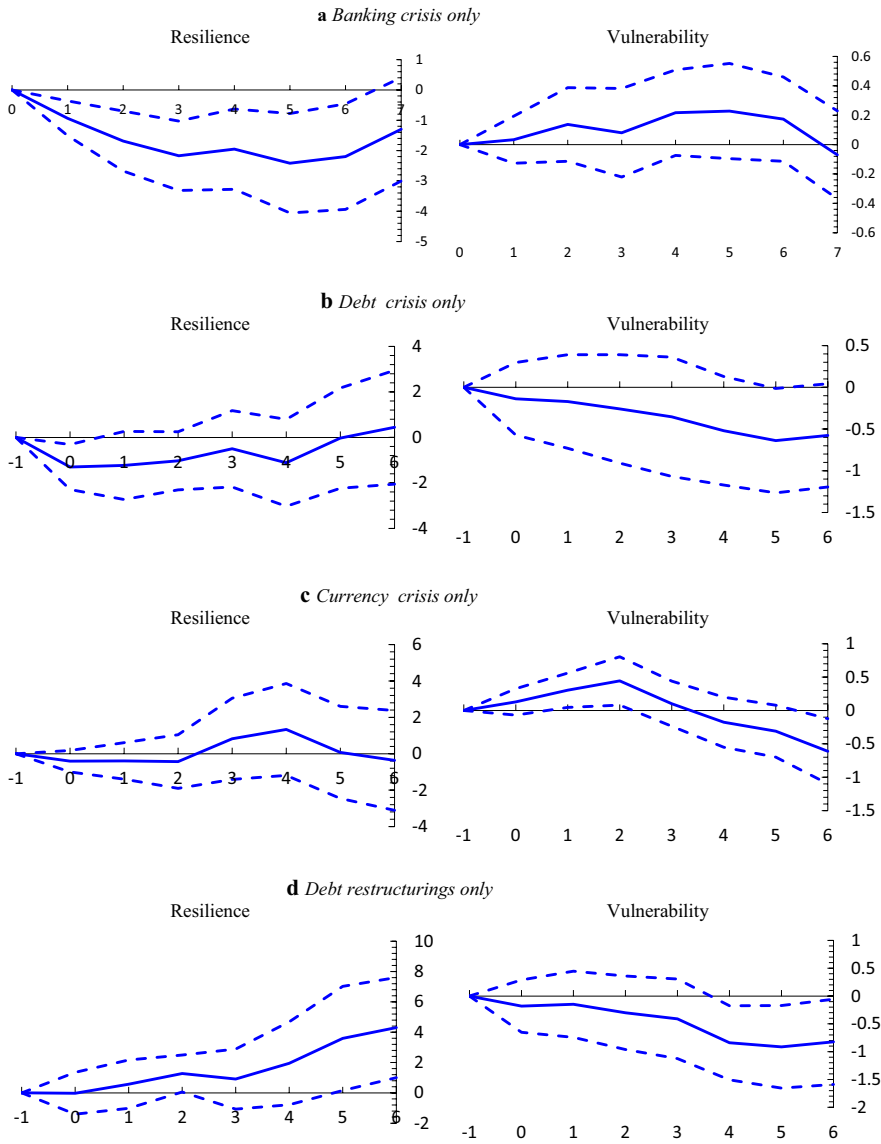 a Banking crisis only
Resilience
Vulnerability
1
0
-1
-2
-3
-4
-5
0 1 2 3 4 5 6 7
0.6
0.4
0.2
0
-0.2
-0.4
-0.6
0 1 2 3 4 5 6 7
b Debt crisis only
Resilience
Vulnerability
4
2
0
-2
-4
-1 0 1 2 3 4 5 6
0.5
0
-0.5
-1
-1.5
-1 0 1 2 3 4 5 6
c Currency crisis only
Resilience
Vulnerability
6
4
2
0
-2
-4
-1 0 1 2 3 4 5 6
1
0.5
0
-0.5
-1
-1.5
-1 0 1 2 3 4 5 6
d Debt restructurings only
Resilience
Vulnerability
10
8
6
4
2
0
-2
-1 0 1 2 3 4 5 6
1
0.5
0
-0.5
-1
-1.5
-2
-1 0 1 2 3 4 5 6